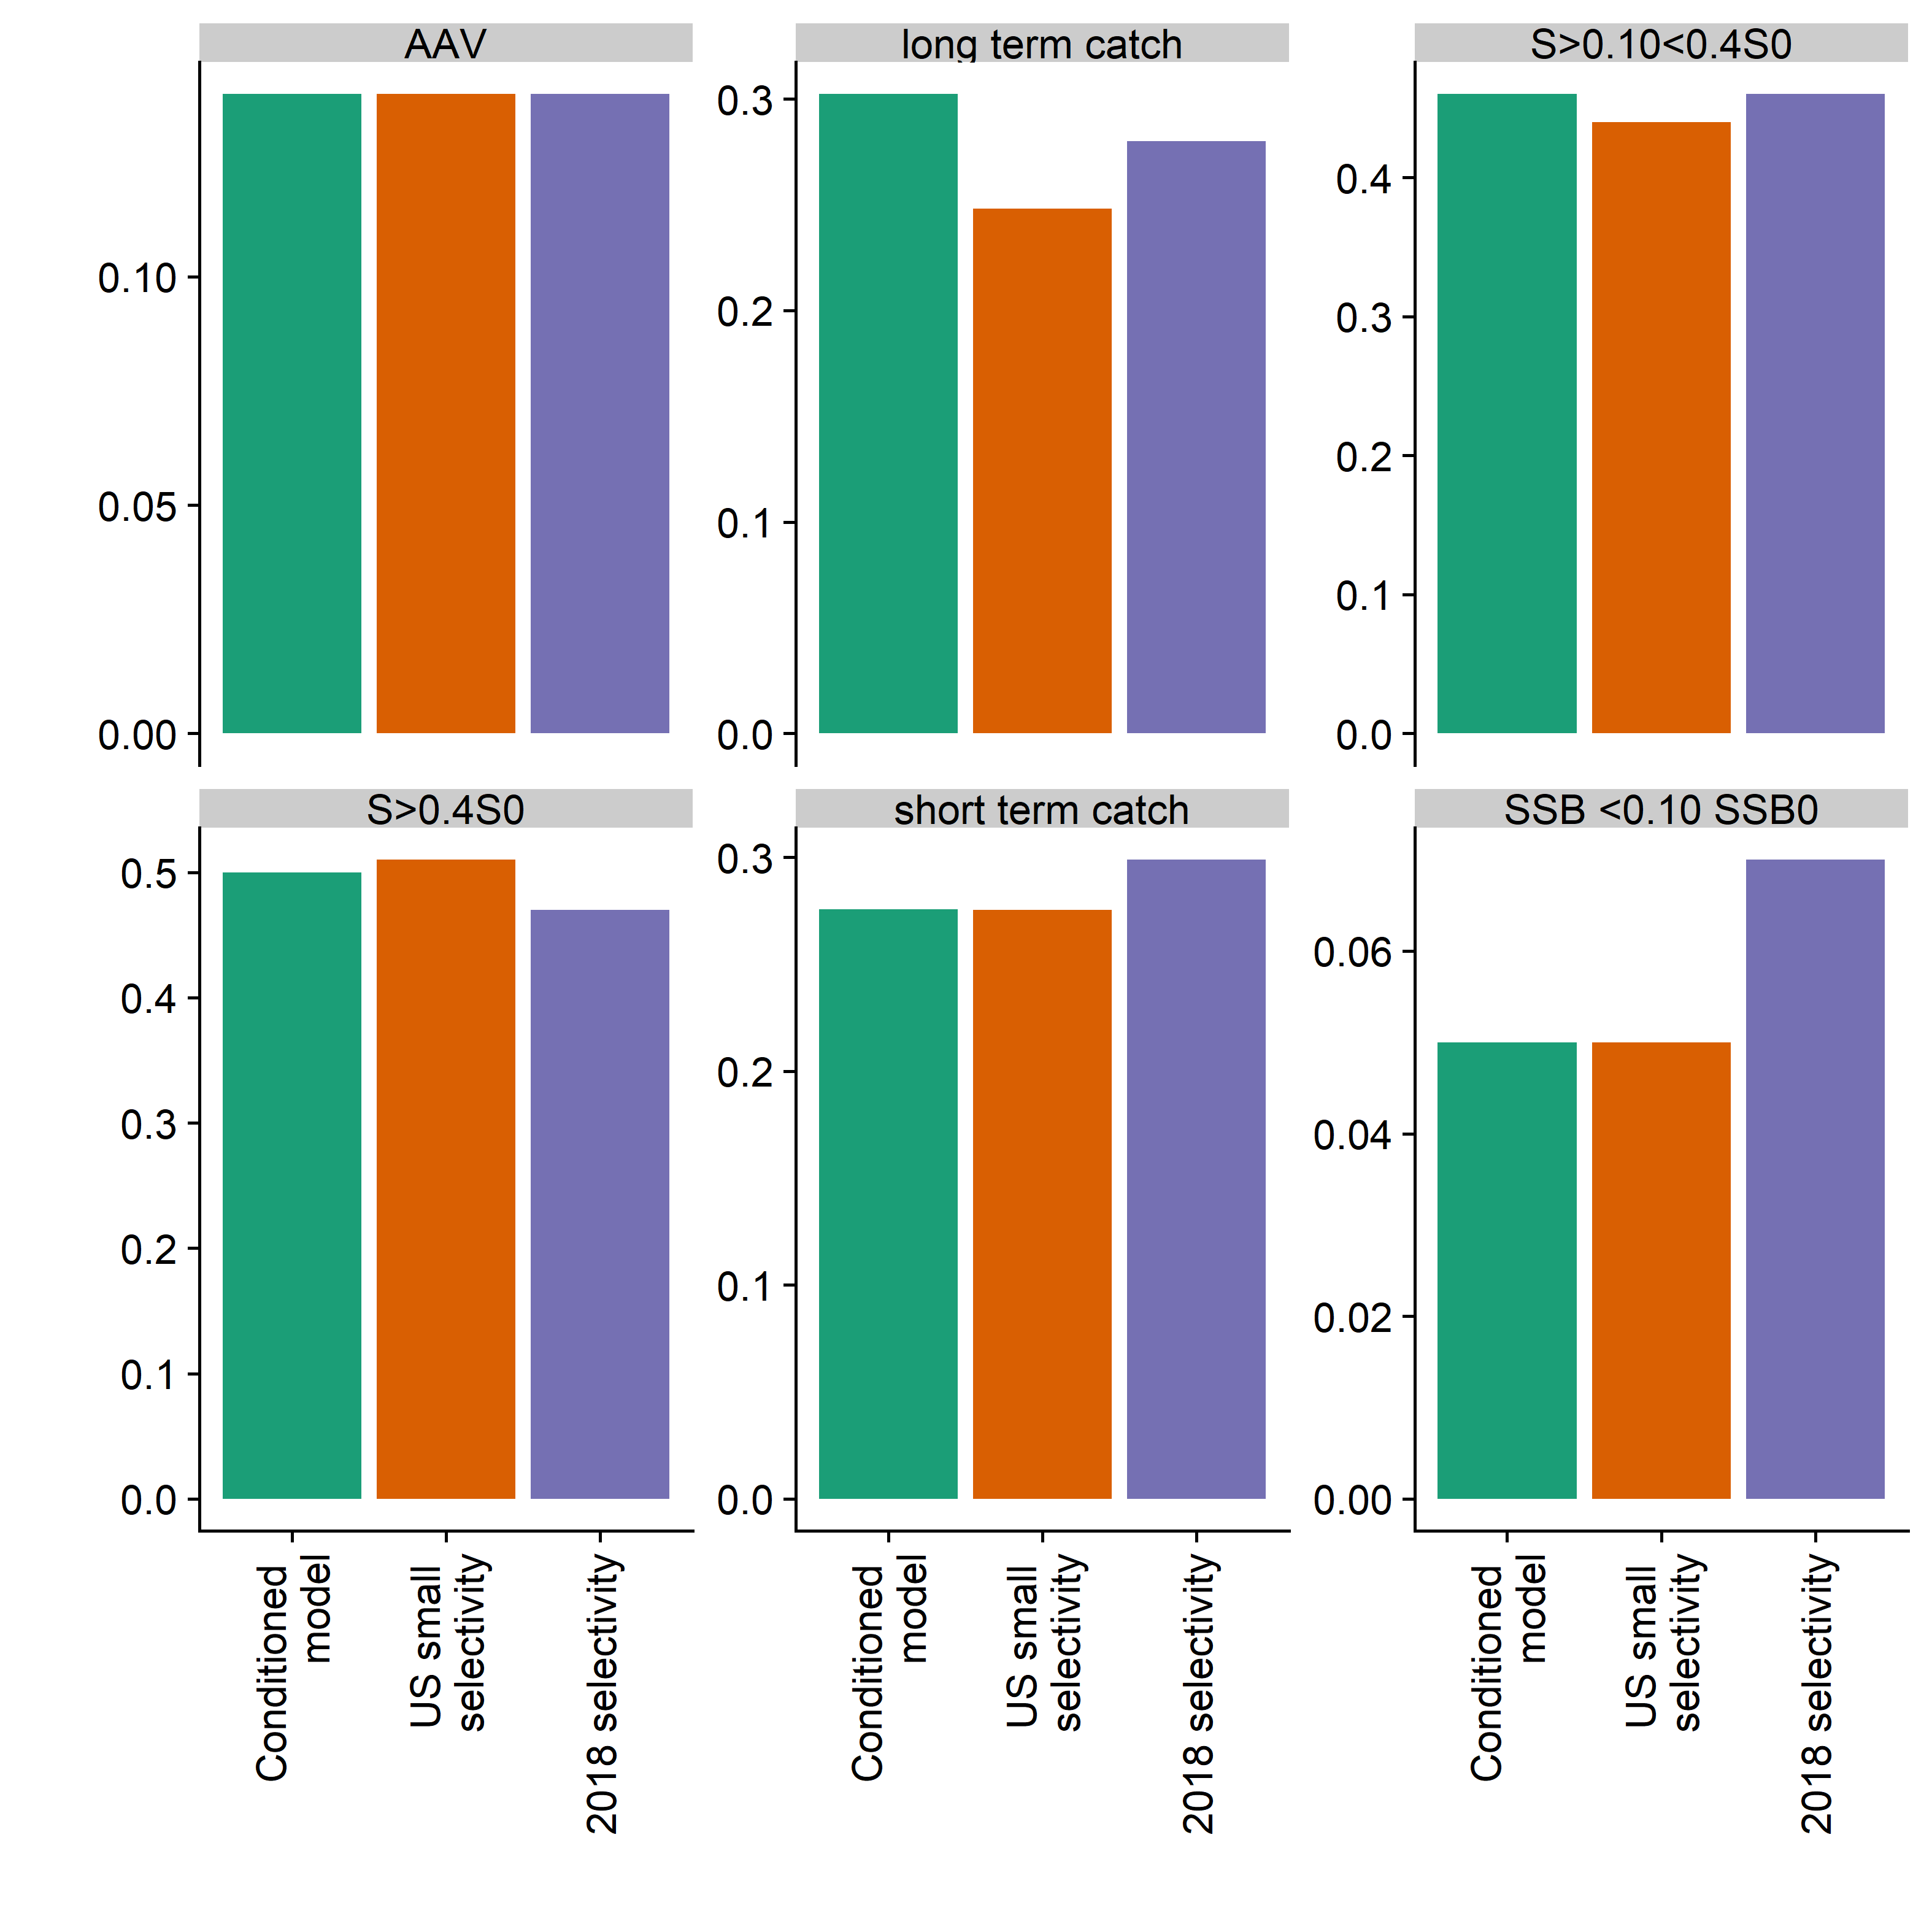 AAV
long term catch
S>0.10<0.4S0
0.10
0.05
0.00
0.3
0.2
0.1
0.0
0.4
0.3
0.2
0.1
0.0
S>0.4S0
short term catch
SSB <0.10 SSB0
0.5
0.4
0.3
0.2
0.1
0.0
0.3
0.2
0.1
0.0
0.06
0.04
0.02
0.00
Conditioned
model
US small
selectivity
2018 selectivity
Conditioned
model
US small
selectivity
2018 selectivity
Conditioned
model
US small
selectivity
2018 selectivity